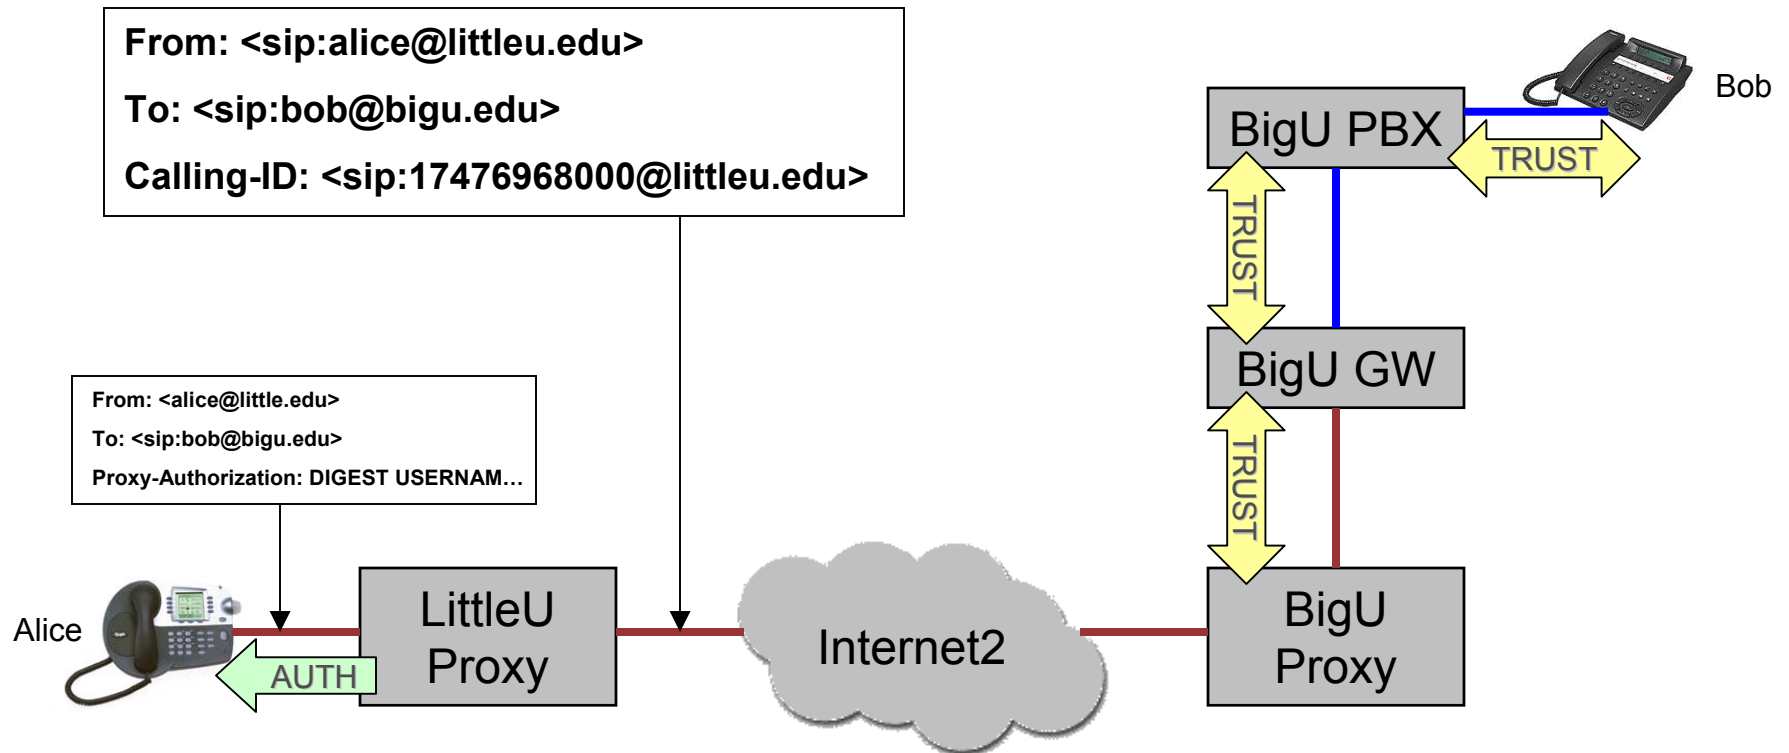 From: <sip:alice@littleu.edu>
To: <sip:bob@bigu.edu>
Calling-ID: <sip:17476968000@littleu.edu>
Bob
BigU PBX
TRUST
TRUST
BigU GW
From: <alice@little.edu>
To: <sip:bob@bigu.edu>
Proxy-Authorization: DIGEST USERNAM…
TRUST
Alice
AUTH
LittleU
Proxy
Internet2
BigU
Proxy